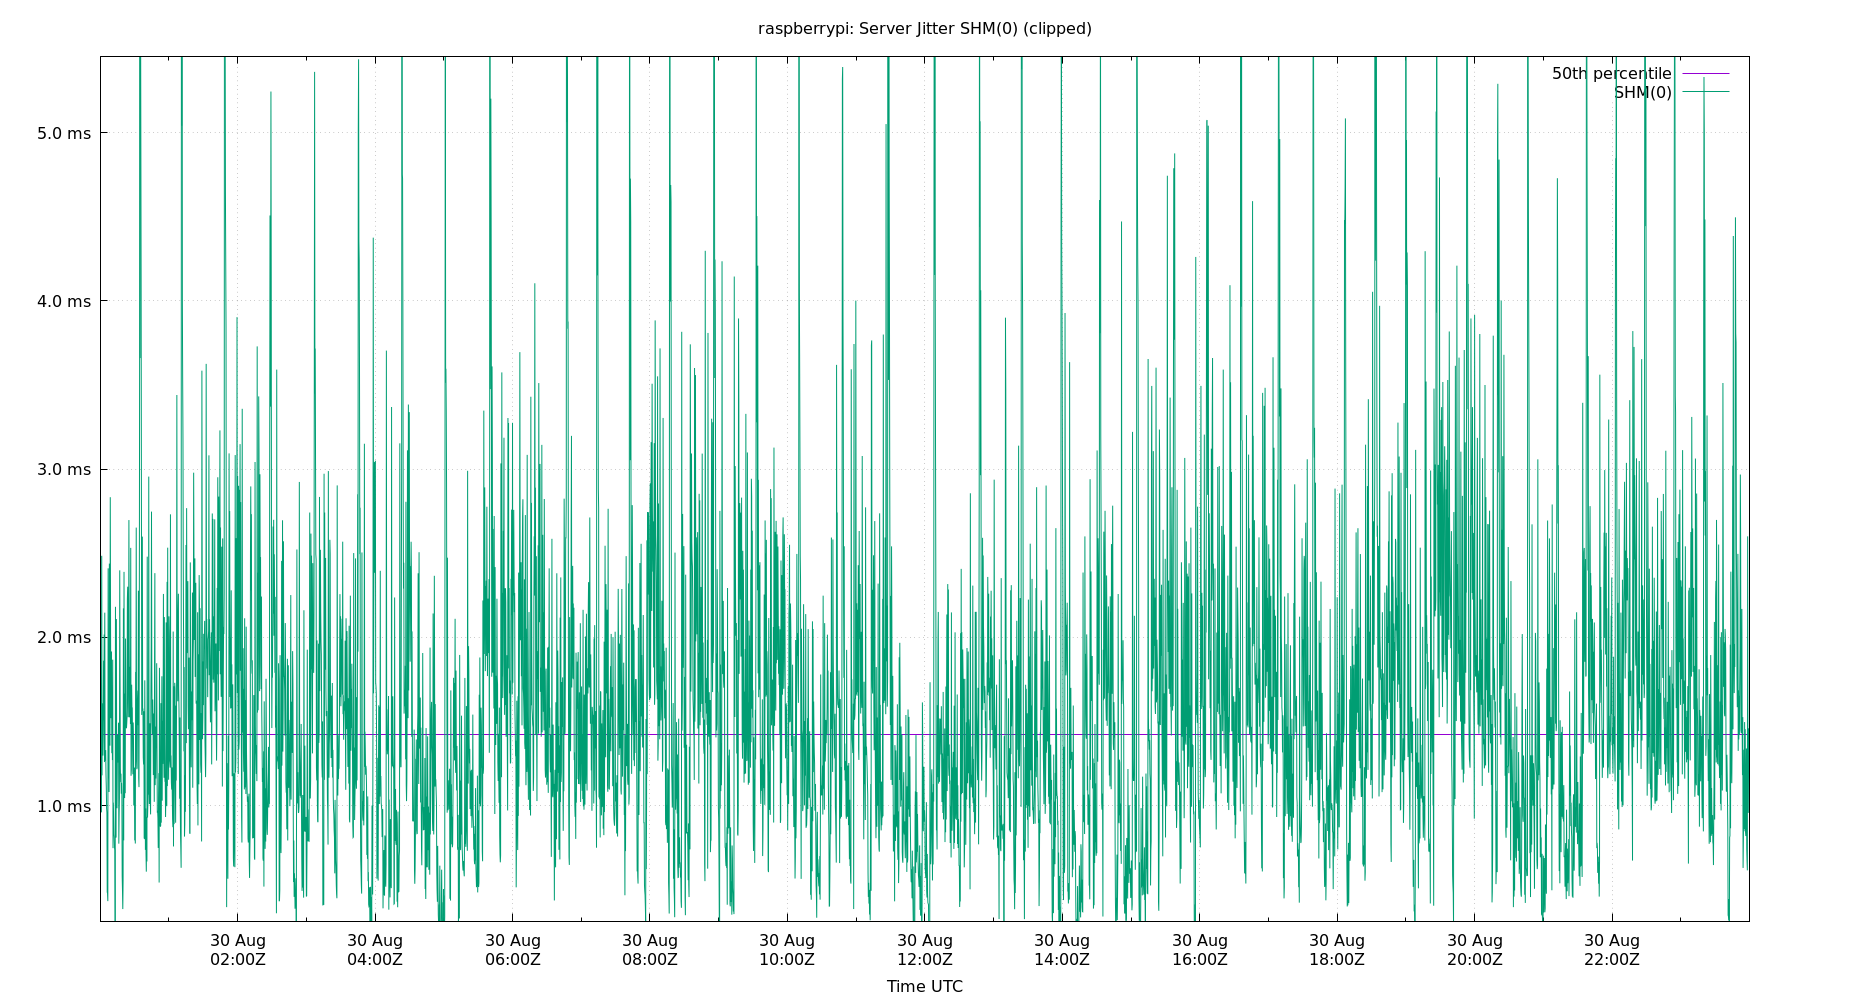 raspberrypi: Server Jitter SHM(0) (clipped)
50th percentile
SHM(0)
5.0 ms
4.0 ms
3.0 ms
2.0 ms
1.0 ms
30 Aug 30 Aug 30 Aug 30 Aug 30 Aug 30 Aug 30 Aug 30 Aug 30 Aug 30 Aug 30 Aug
02:00Z 04:00Z 06:00Z 08:00Z 10:00Z 12:00Z 14:00Z 16:00Z 18:00Z 20:00Z 22:00Z
Time UTC